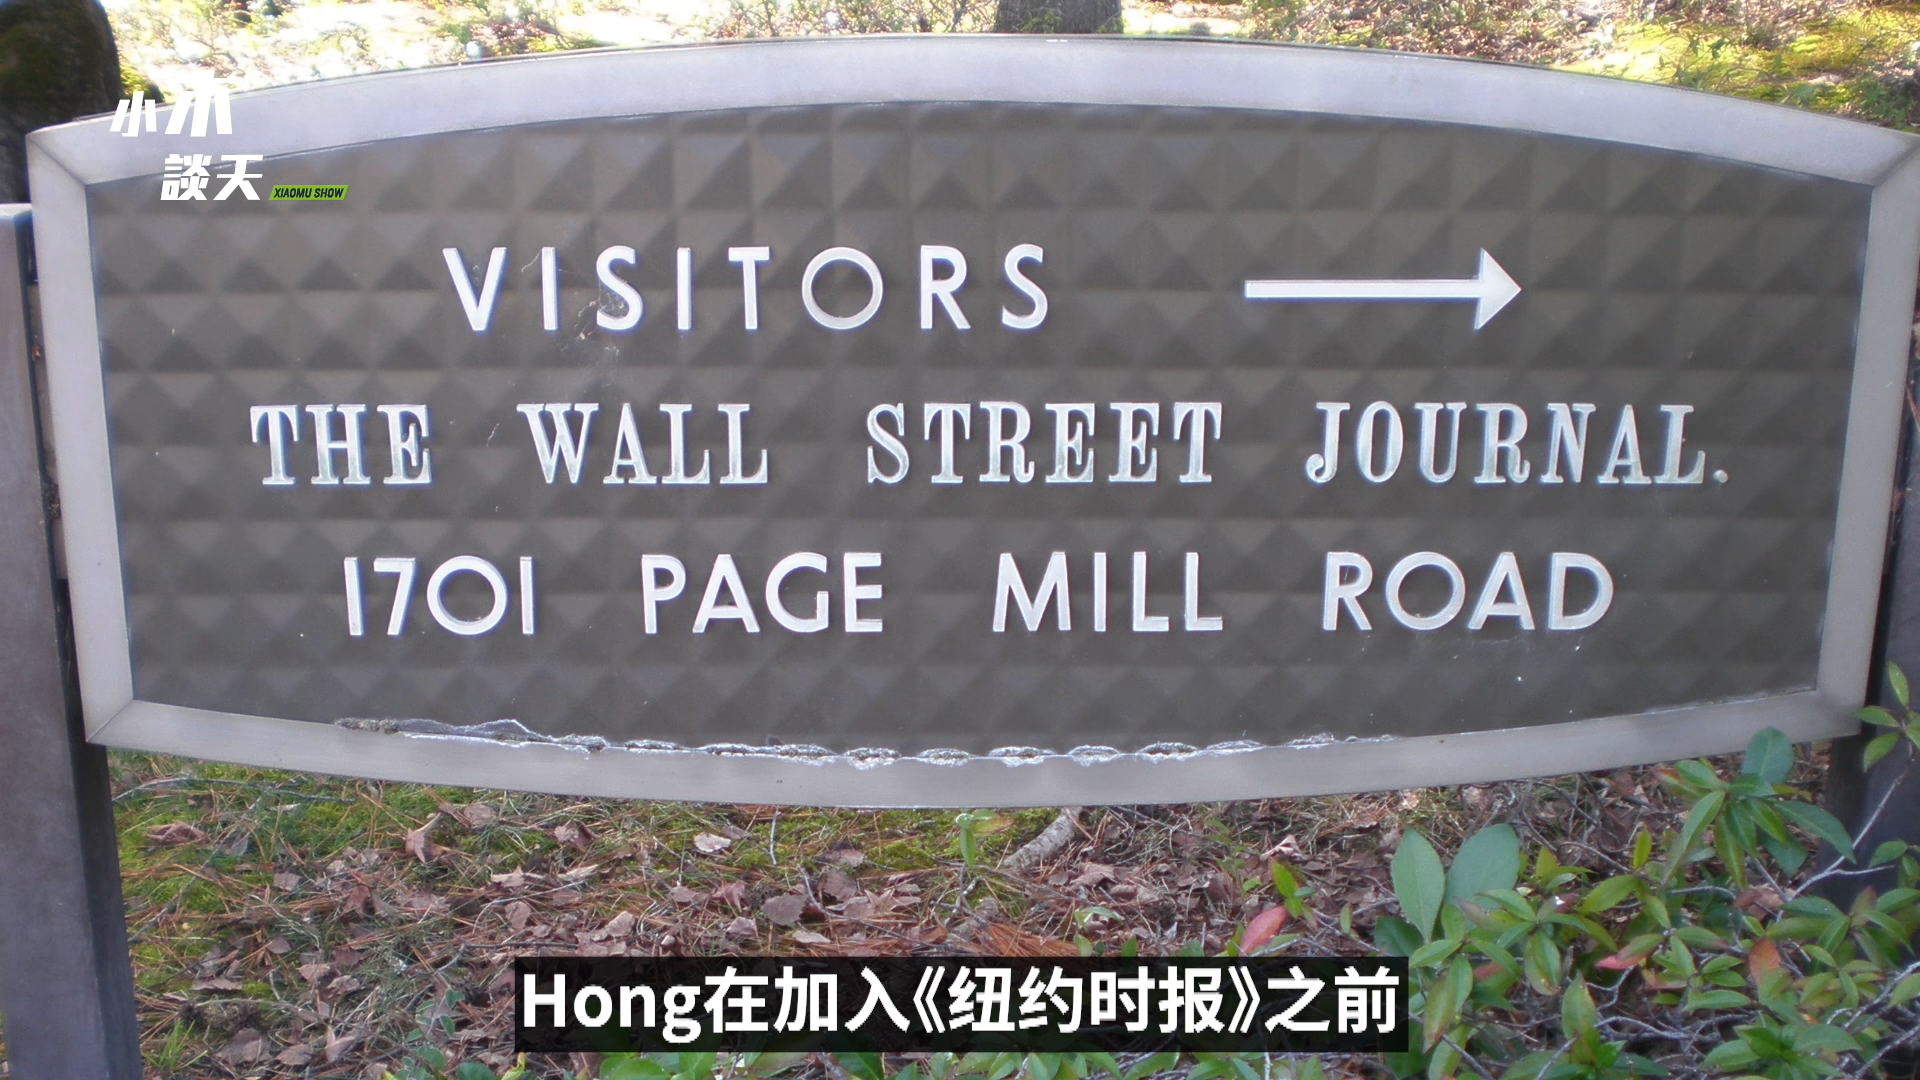 小木
談天 XIAOMU SHOW
VISITORS
THE WALL STREET JOURNAL.
1701 PAGE MILL ROAD
Hong在加入《纽约时报》之前